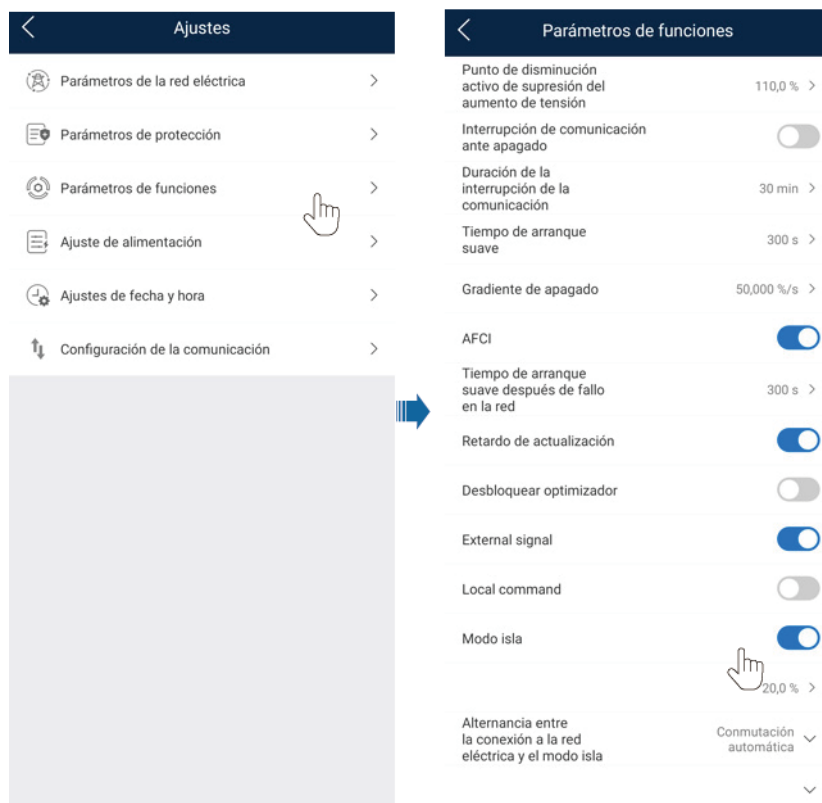 Ajustes
Parámetros de la red eléctrica
Parámetros de protección
Parámetros de funciones
Ajuste de alimentación
Ajustes de fecha y hora
Configuración de la comunicación
Parámetros de funciones
Punto de disminución
activo de supresión del
aumento de tensión
110,0 %
Interrupción de comunicación
ante apagado
Duración de la
interrupción de la
comunicación
30 min
Tiempo de arranque
suave
300 s
Gradiente de apagado
50,000 %/s
AFCI
Tiempo de arranque
suave después de fallo
en la red
300 s
Retardo de actualización
Desbloquear optimizador
External signal
Local command
Modo isla
20,0 %
Alternancia entre
la conexión a la red
eléctrica y el modo isla
Conmutación
automática